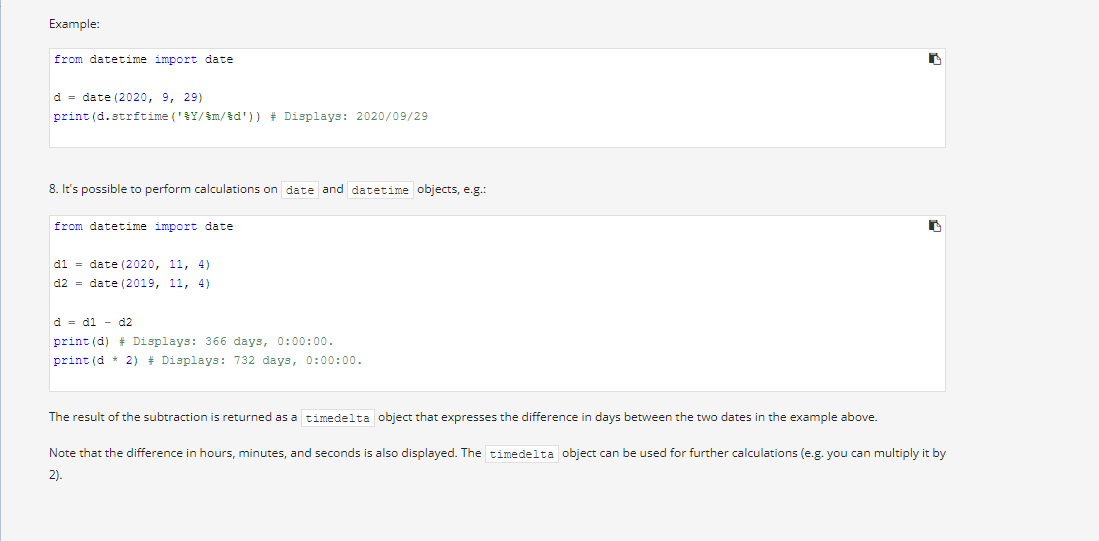 Example:
from datetime import date
d = date(2020, 9, 29)
print(d.strftime('%Y/%m/%d')) # Displays: 2020/09/29
8. It's possible to perform calculations on date and datetime objects, e.g.:
from datetime import date
d1 = date(2020, 11, 4)
d2 = date(2019, 11, 4)
d = d1 - d2
print(d) # Displays: 366 days, 0:00:00.
print(d * 2) # Displays: 732 days, 0:00:00.
The result of the subtraction is returned as a timedelta object that expresses the difference in days between the two dates in the example above.
Note that the difference in hours, minutes, and seconds is also displayed. The timedelta object can be used for further calculations (e.g. you can multiply it by
2).